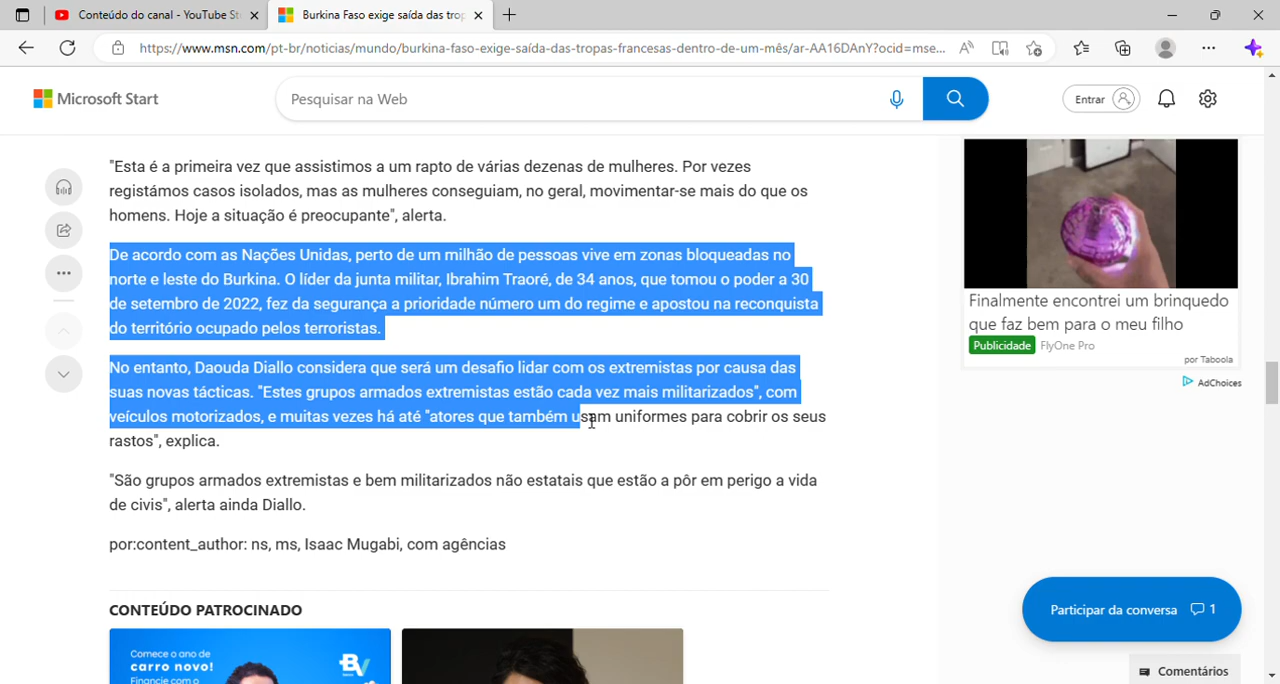 Conteúdo do canal - YouTube St
Burkina Faso exige saída das trop
https://www.msn.com/pt-br/noticias/mundo/burkina-faso-exige-saída-das-tropas-francesas-dentro-de-um-mês/ar-AA16DAnY?ocid=mse...
Microsoft Start
Pesquisar na Web
Entrar
"Esta é a primeira vez que assistimos a um rapto de várias dezenas de mulheres. Por vezes
registámos casos isolados, mas as mulheres conseguiam, no geral, movimentar-se mais do que os
homens. Hoje a situação é preocupante", alerta.
De acordo com as Nações Unidas, perto de um milhão de pessoas vive em zonas bloqueadas no
norte e leste do Burkina. O líder da junta militar, Ibrahim Traoré, de 34 anos, que tomou o poder a 30
de setembro de 2022, fez da segurança a prioridade número um do regime e apostou na reconquista
do território ocupado pelos terroristas.
No entanto, Daouda Diallo considera que será um desafio lidar com os extremistas por causa das
suas novas tácticas. "Estes grupos armados extremistas estão cada vez mais militarizados", com
veículos motorizados, e muitas vezes há até "atores que também usam uniformes para cobrir os seus
rastos", explica.
"São grupos armados extremistas e bem militarizados não estatais que estão a pôr em perigo a vida
de civis", alerta ainda Diallo.
por:content_author: ns, ms, Isaac Mugabi, com agências
CONTEÚDO PATROCINADO
Comece o ano de
carro novo!
Financie com o
BV
Finalmente encontrei um brinquedo
que faz bem para o meu filho
Publicidade FlyOne Pro
por Taboola
AdChoices
Participar da conversa 1
Comentários